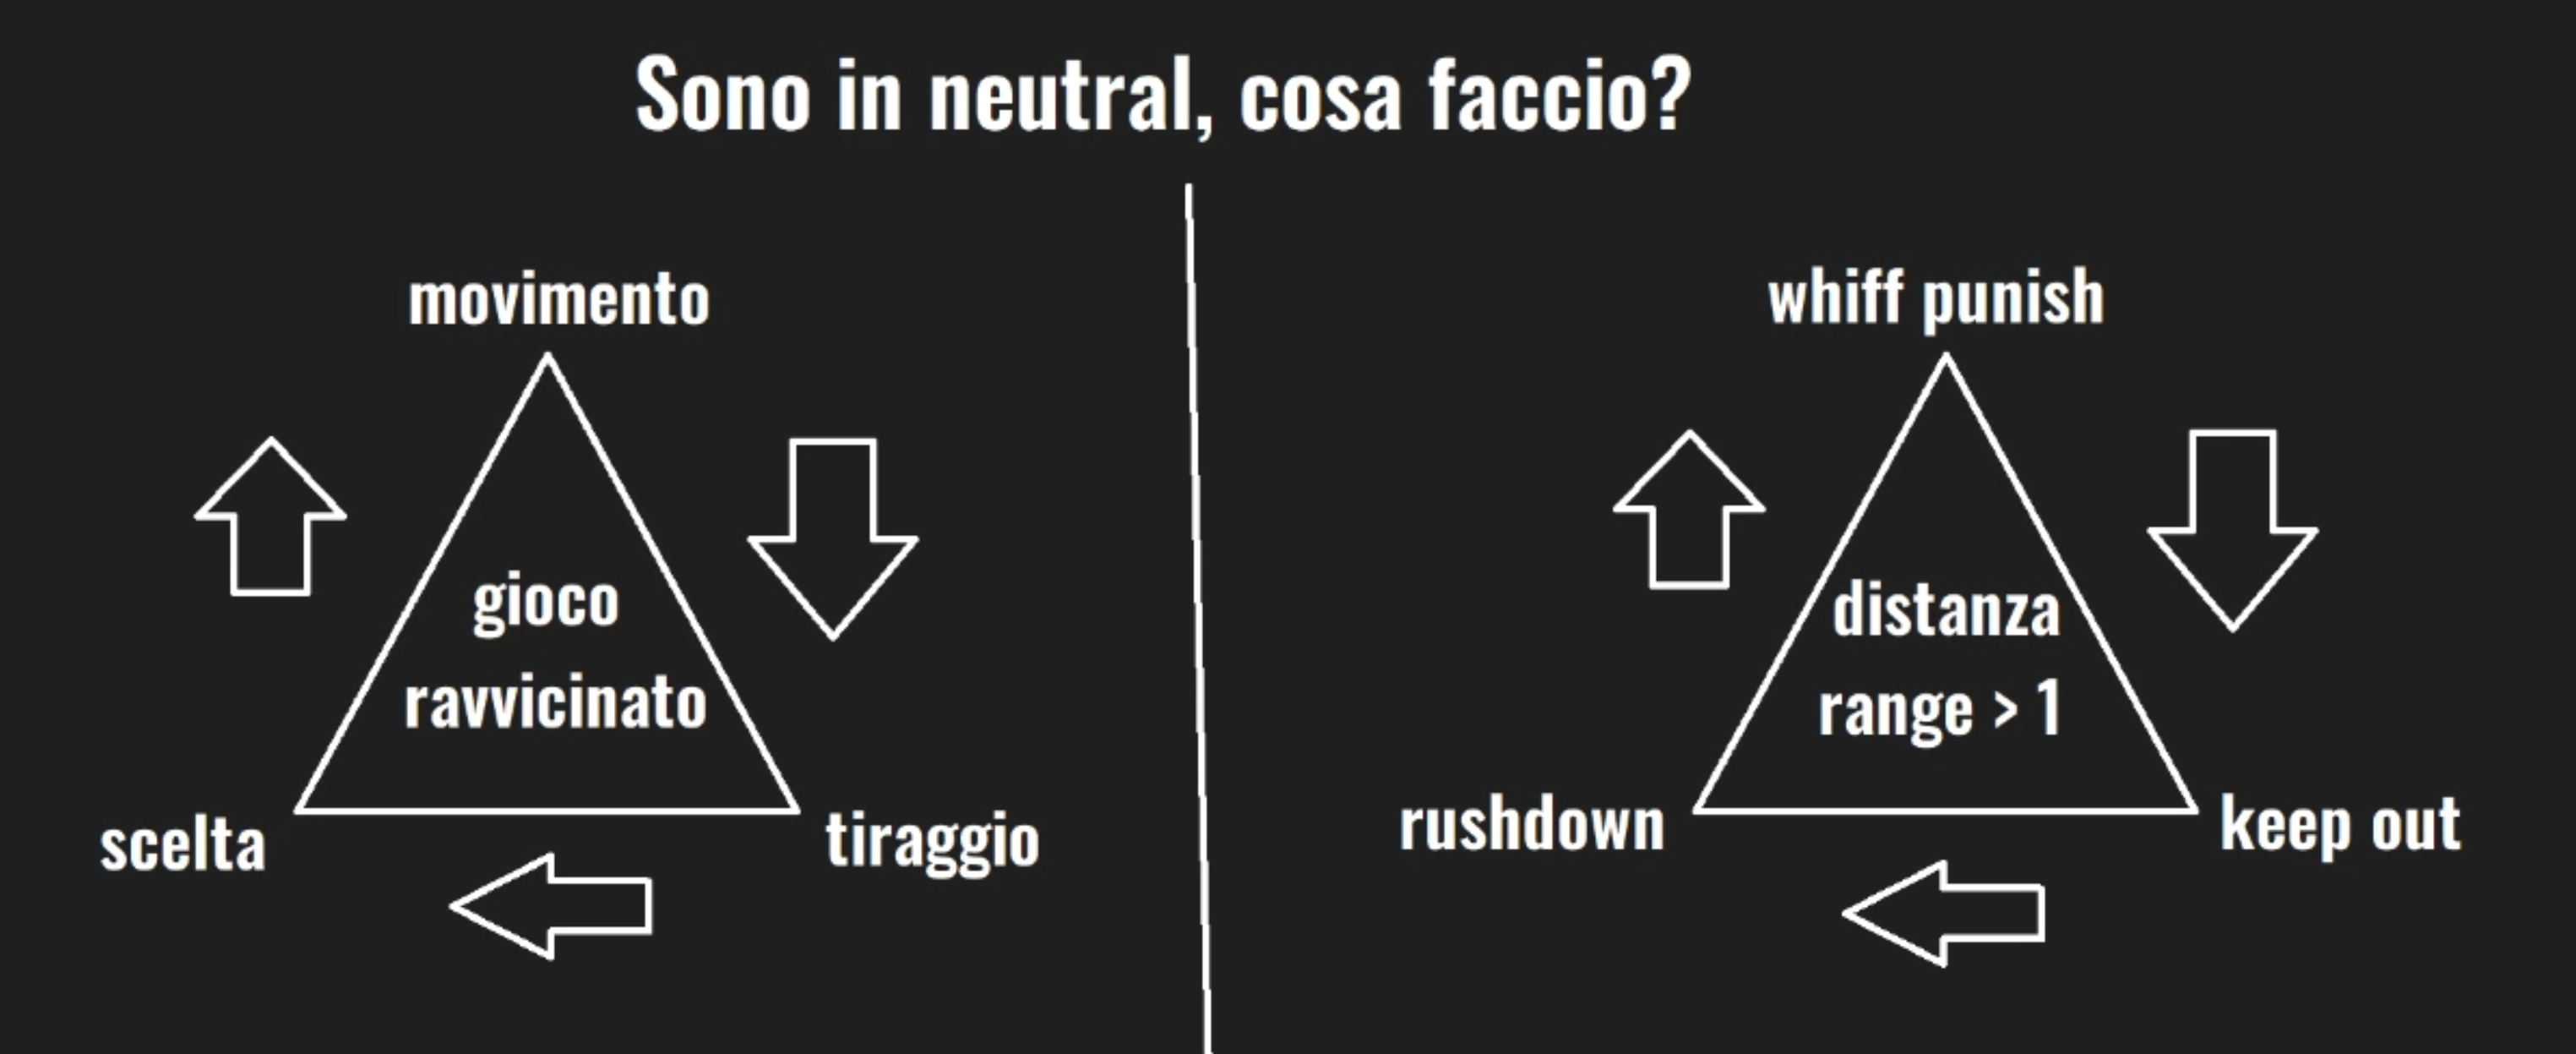 Sono in neutral, cosa faccio?
movimento
gioco
ravvicinato
scelta
tiraggio
whiff punish
distanza
range > 1
rushdown
keep out